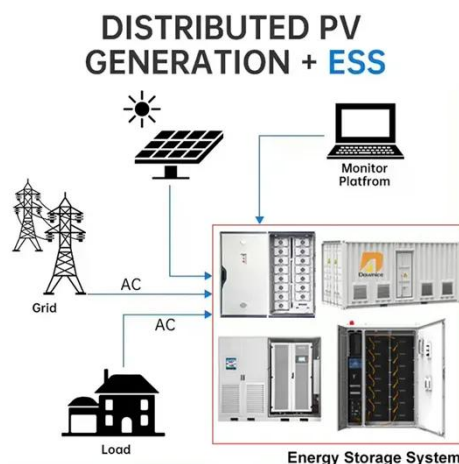 DISTRIBUTED PV
GENERATION + ESS
Monitor
Platfrom
Grid
AC
AC
Load
Energy Storage System